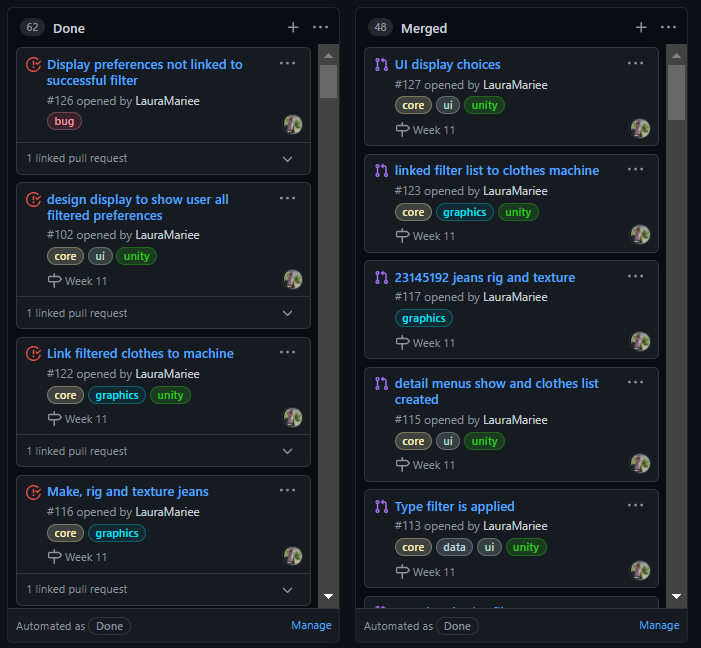 62 Done
Display preferences not linked to
successful filter
#126 opened by LauraMariee
bug
1 linked pull request
design display to show user all
filtered preferences
#102 opened by LauraMariee
core ui unity
Week 11
1 linked pull request
Link filtered clothes to machine
#122 opened by LauraMariee
core graphics unity
Week 11
1 linked pull request
Make, rig and texture jeans
#116 opened by LauraMariee
core graphics
Week 11
1 linked pull request
Automated as Done Manage
48 Merged
UI display choices
#127 opened by LauraMariee
core ui unity
Week 11
linked filter list to clothes machine
#123 opened by LauraMariee
core graphics unity
Week 11
23145192 jeans rig and texture
#117 opened by LauraMariee
graphics
Week 11
detail menus show and clothes list
created
#115 opened by LauraMariee
core ui unity
Week 11
Type filter is applied
#113 opened by LauraMariee
core data ui unity
Week 11
Automated as Done Manage